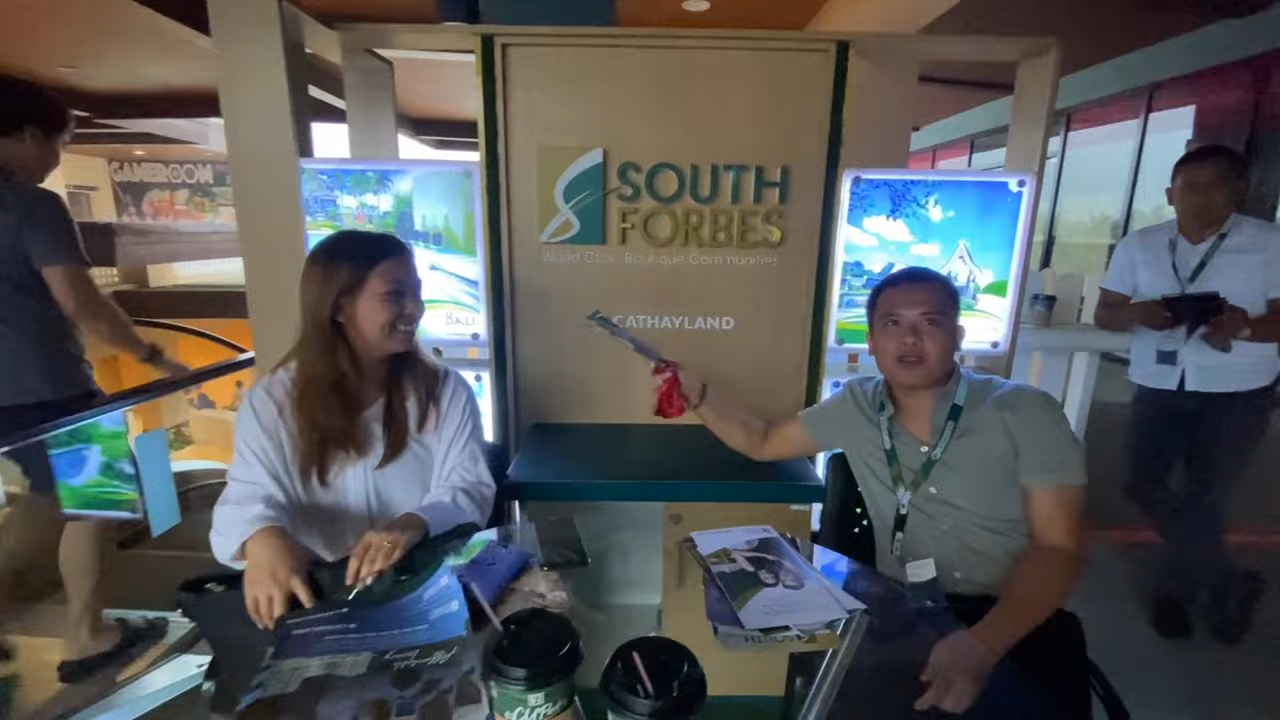 GAMEROOM
SOUTH
FORBES
World Class Boutique Communities
CATHAYLAND
BALI